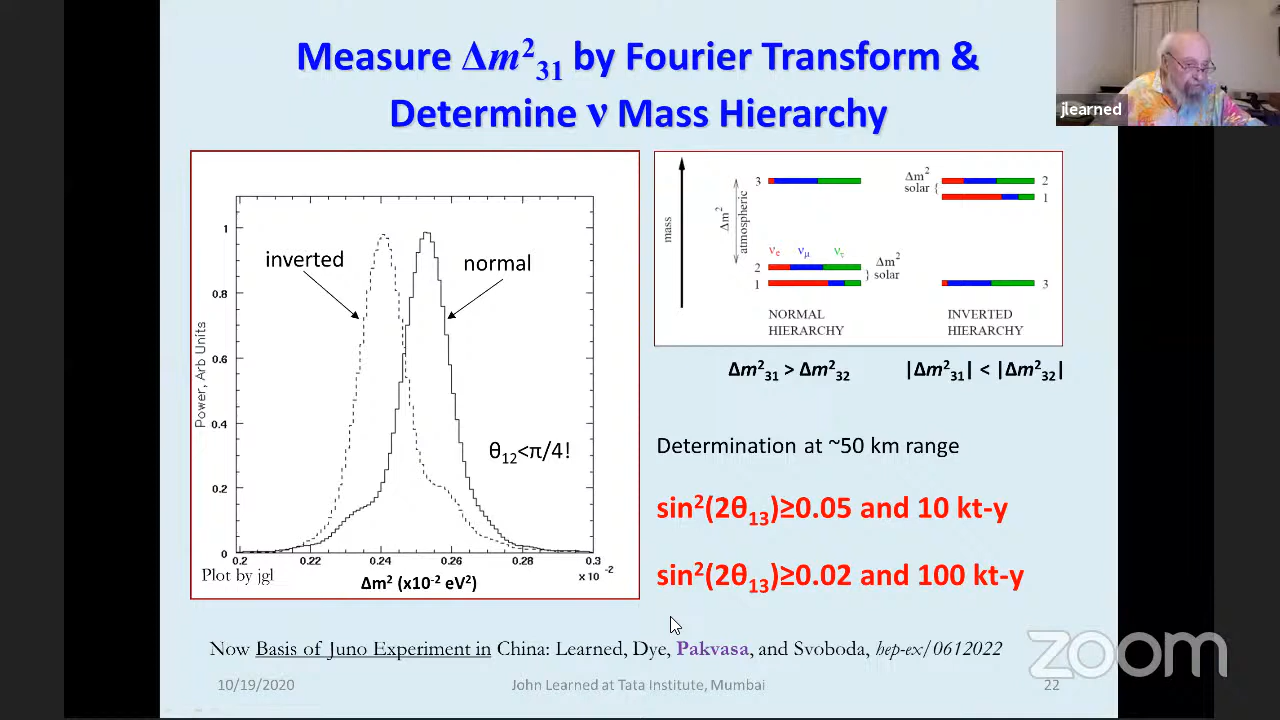 Measure Δm²₃₁ by Fourier Transform &
Determine ν Mass Hierarchy
jlearned
inverted
normal
θ₁₂<π/4!
Power, Arb Units
1
0.8
0.6
0.4
0.2
0
0.2 0.22 0.24 0.26 0.28 0.3
x 10⁻²
Plot by jgl
Δm² (x10⁻² eV²)
mass
3
Δm²
atmospheric
νe νμ ντ
2
1
Δm²
solar
NORMAL
HIERARCHY
Δm²
solar
2
1
3
INVERTED
HIERARCHY
Δm²₃₁ > Δm²₃₂
|Δm²₃₁| < |Δm²₃₂|
Determination at ~50 km range
sin²(2θ₁₃)≥0.05 and 10 kt-y
sin²(2θ₁₃)≥0.02 and 100 kt-y
Now Basis of Juno Experiment in China: Learned, Dye, Pakvasa, and Svoboda, hep-ex/0612022
10/19/2020
John Learned at Tata Institute, Mumbai
22
zoom